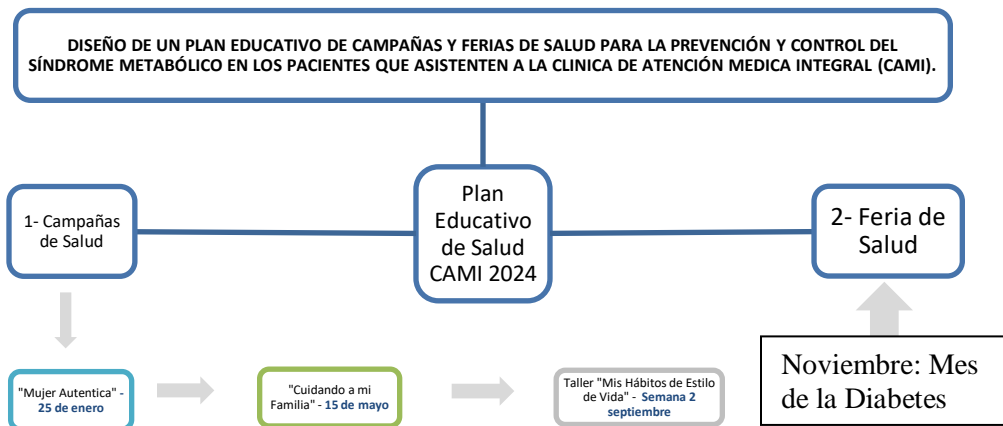 DISEÑO DE UN PLAN EDUCATIVO DE CAMPAÑAS Y FERIAS DE SALUD PARA LA PREVENCIÓN Y CONTROL DEL
SÍNDROME METABÓLICO EN LOS PACIENTES QUE ASISTENTEN A LA CLINICA DE ATENCIÓN MEDICA INTEGRAL (CAMI).
1- Campañas
de Salud
Plan
Educativo
de Salud
CAMI 2024
2- Feria de
Salud
"Mujer Autentica" -
25 de enero
"Cuidando a mi
Familia" - 15 de mayo
Taller "Mis Hábitos de Estilo
de Vida" - Semana 2
septiembre
Noviembre: Mes
de la Diabetes